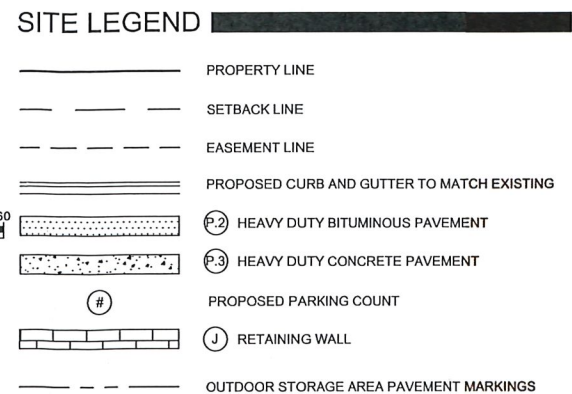 SITE LEGEND
PROPERTY LINE
SETBACK LINE
EASEMENT LINE
PROPOSED CURB AND GUTTER TO MATCH EXISTING
60
P.2 HEAVY DUTY BITUMINOUS PAVEMENT
P.3 HEAVY DUTY CONCRETE PAVEMENT
# PROPOSED PARKING COUNT
J RETAINING WALL
OUTDOOR STORAGE AREA PAVEMENT MARKINGS